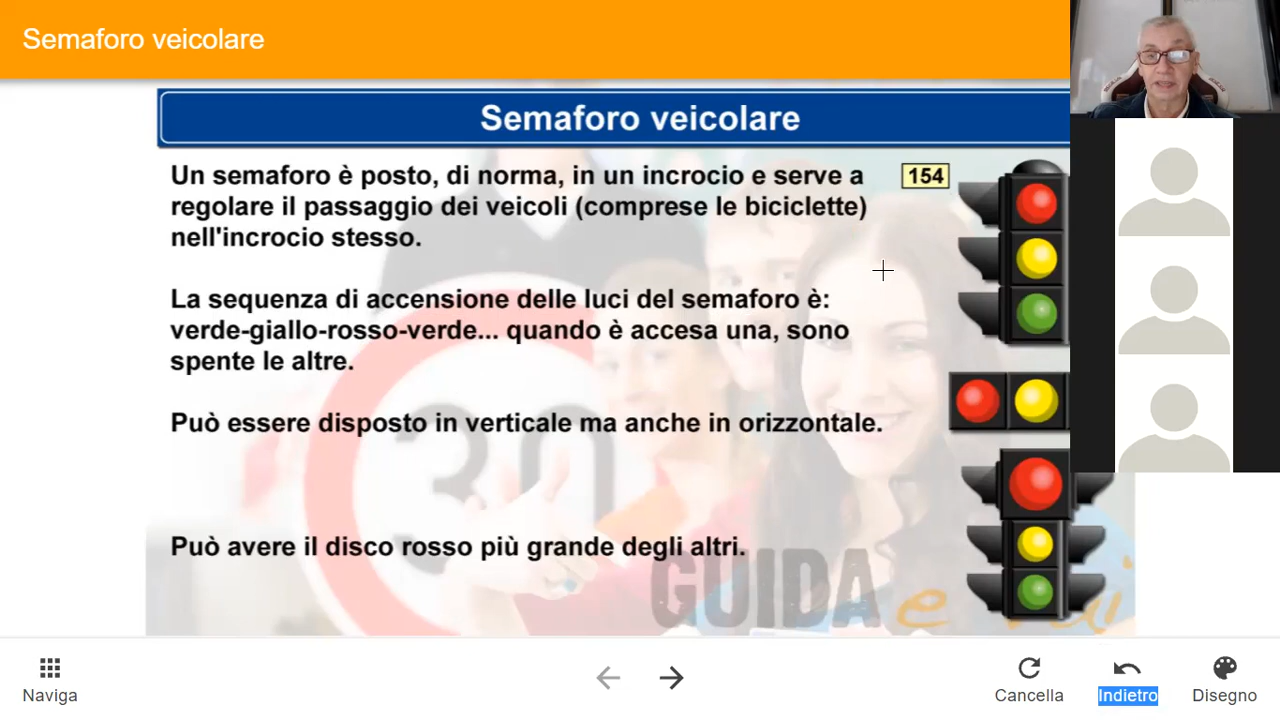 Semaforo veicolare
Semaforo veicolare
Un semaforo è posto, di norma, in un incrocio e serve a
regolare il passaggio dei veicoli (comprese le biciclette)
nell'incrocio stesso.
154
La sequenza di accensione delle luci del semaforo è:
verde-giallo-rosso-verde... quando è accesa una, sono
spente le altre.
Può essere disposto in verticale ma anche in orizzontale.
30
Può avere il disco rosso più grande degli altri.
GUIDA e vai
Naviga
Cancella
Indietro
Disegno